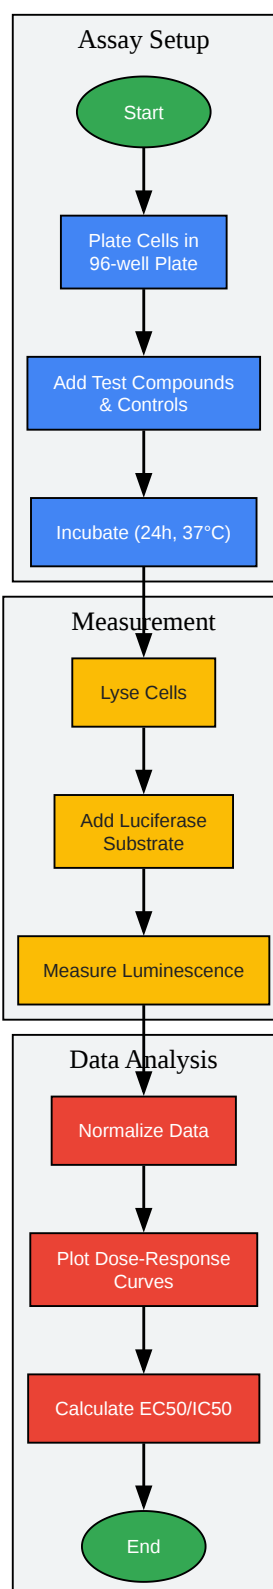 Assay Setup
Start
Plate Cells in
96-well Plate
Add Test Compounds
& Controls
Incubate (24h, 37°C)
Measurement
Lyse Cells
Add Luciferase
Substrate
Measure Luminescence
Data Analysis
Normalize Data
Plot Dose-Response
Curves
Calculate EC50/IC50
End